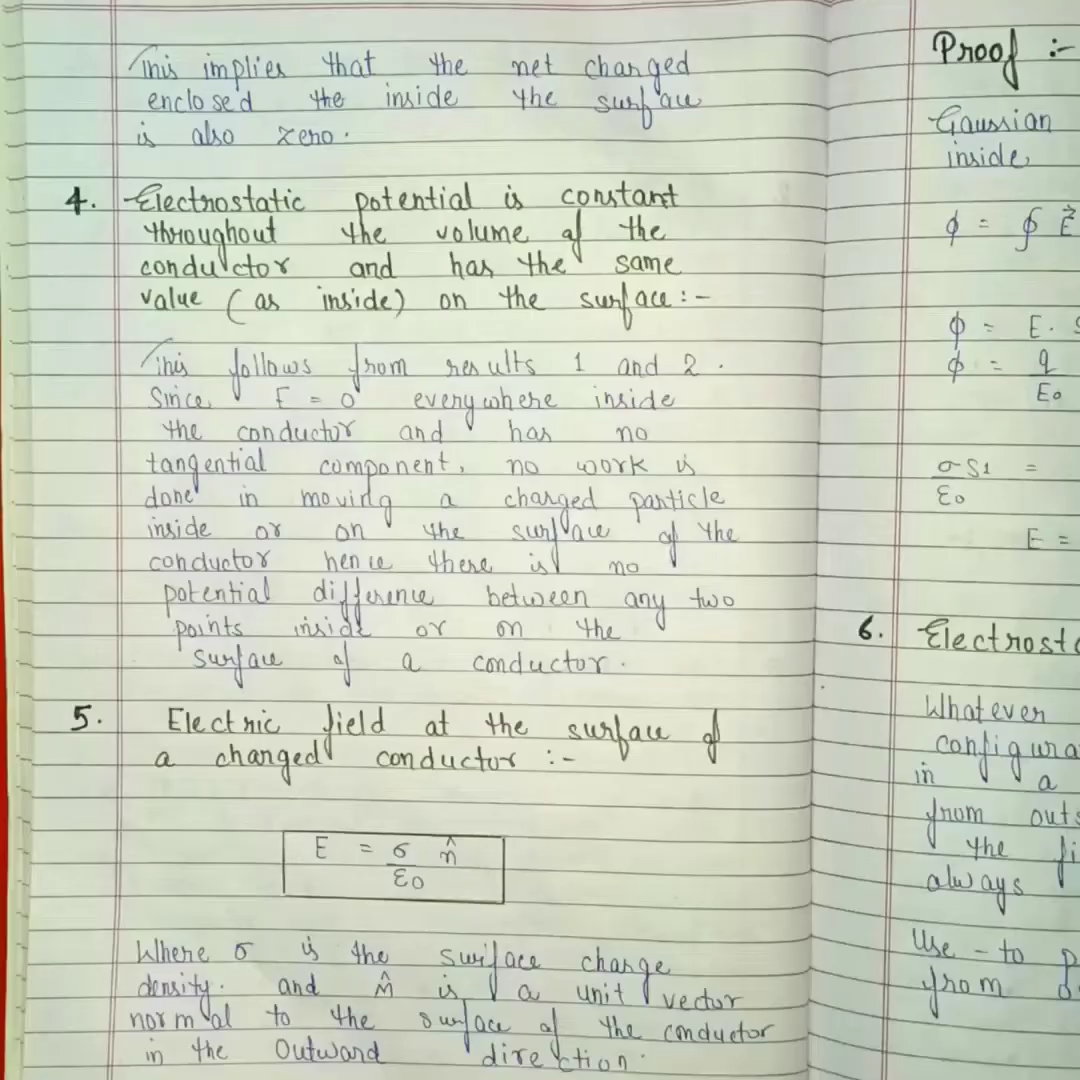 This implies that the net charged
enclosed the inside the surface
is also zero.
4. Electrostatic potential is constant
throughout the volume of the
conductor and has the same
value (as inside) on the surface :-
This follows from results 1 and 2.
Since E = 0 everywhere inside
the conductor and has no
tangential component, no work is
done in moving a charged particle
inside or on the surface of the
conductor hence there is no
potential difference between any two
points inside or on the
surface of a conductor.
5. Electric field at the surface of
a charged conductor :-
E = σ n̂
ε0
Where σ is the surface charge
density. and n̂ is a unit vector
normal to the surface of the conductor
in the outward direction.
Proof :-
Gaussian
inside
ϕ = ∮ E⃗
ϕ = E.
ϕ = q
E0
σS1 =
ε0
E =
6.
Whatever
in a
from
the
always
Use - to
from